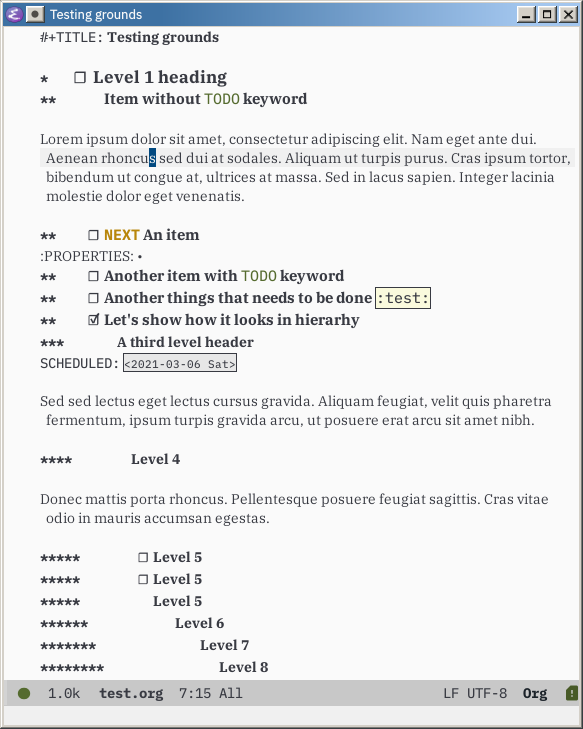 Testing grounds
#+TITLE: Testing grounds
* ☐ Level 1 heading
** Item without TODO keyword
Lorem ipsum dolor sit amet, consectetur adipiscing elit. Nam eget ante dui.
Aenean rhoncus sed dui at sodales. Aliquam ut turpis purus. Cras ipsum tortor,
bibendum ut congue at, ultrices at massa. Sed in lacus sapien. Integer lacinia
molestie dolor eget venenatis.
** ☐ NEXT An item
:PROPERTIES: •
** ☐ Another item with TODO keyword
** ☐ Another things that needs to be done :test:
** ☑ Let's show how it looks in hierarhy
*** A third level header
SCHEDULED: <2021-03-06 Sat>
Sed sed lectus eget lectus cursus gravida. Aliquam feugiat, velit quis pharetra
fermentum, ipsum turpis gravida arcu, ut posuere erat arcu sit amet nibh.
**** Level 4
Donec mattis porta rhoncus. Pellentesque posuere feugiat sagittis. Cras vitae
odio in mauris accumsan egestas.
***** ☐ Level 5
***** ☐ Level 5
***** Level 5
****** Level 6
******* Level 7
******** Level 8
1.0k test.org 7:15 All LF UTF-8 Org